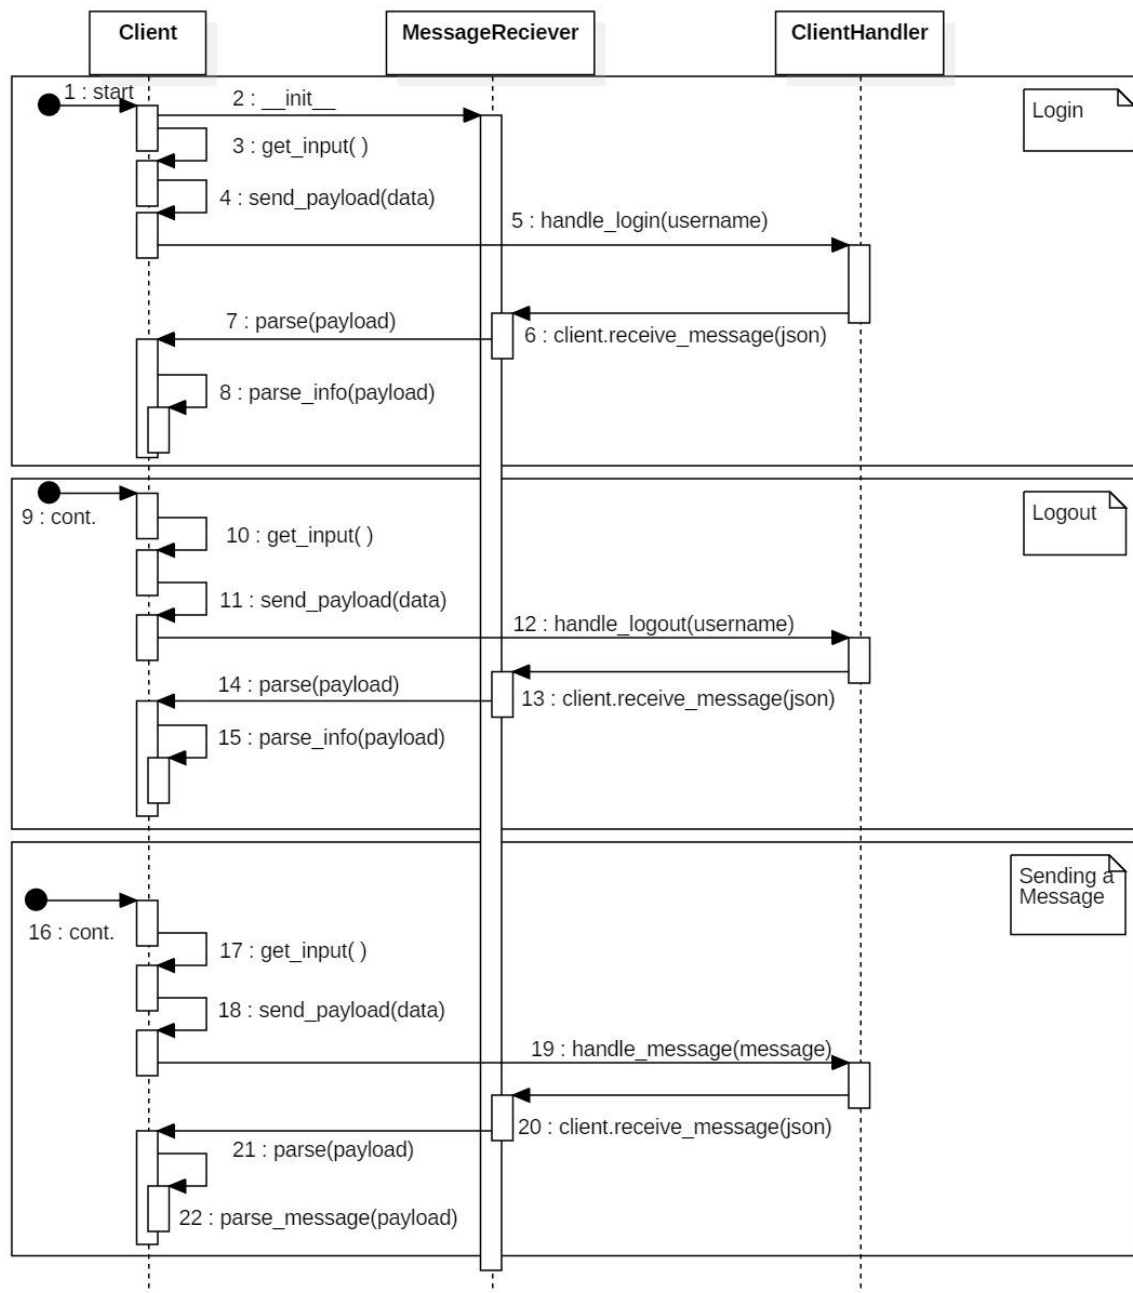 Client
MessageReciever
ClientHandler
Login
1 : start
2 : __init__
3 : get_input( )
4 : send_payload(data)
5 : handle_login(username)
7 : parse(payload)
6 : client.receive_message(json)
8 : parse_info(payload)
Logout
9 : cont.
10 : get_input( )
11 : send_payload(data)
12 : handle_logout(username)
14 : parse(payload)
13 : client.receive_message(json)
15 : parse_info(payload)
Sending a
Message
16 : cont.
17 : get_input( )
18 : send_payload(data)
19 : handle_message(message)
20 : client.receive_message(json)
21 : parse(payload)
22 : parse_message(payload)